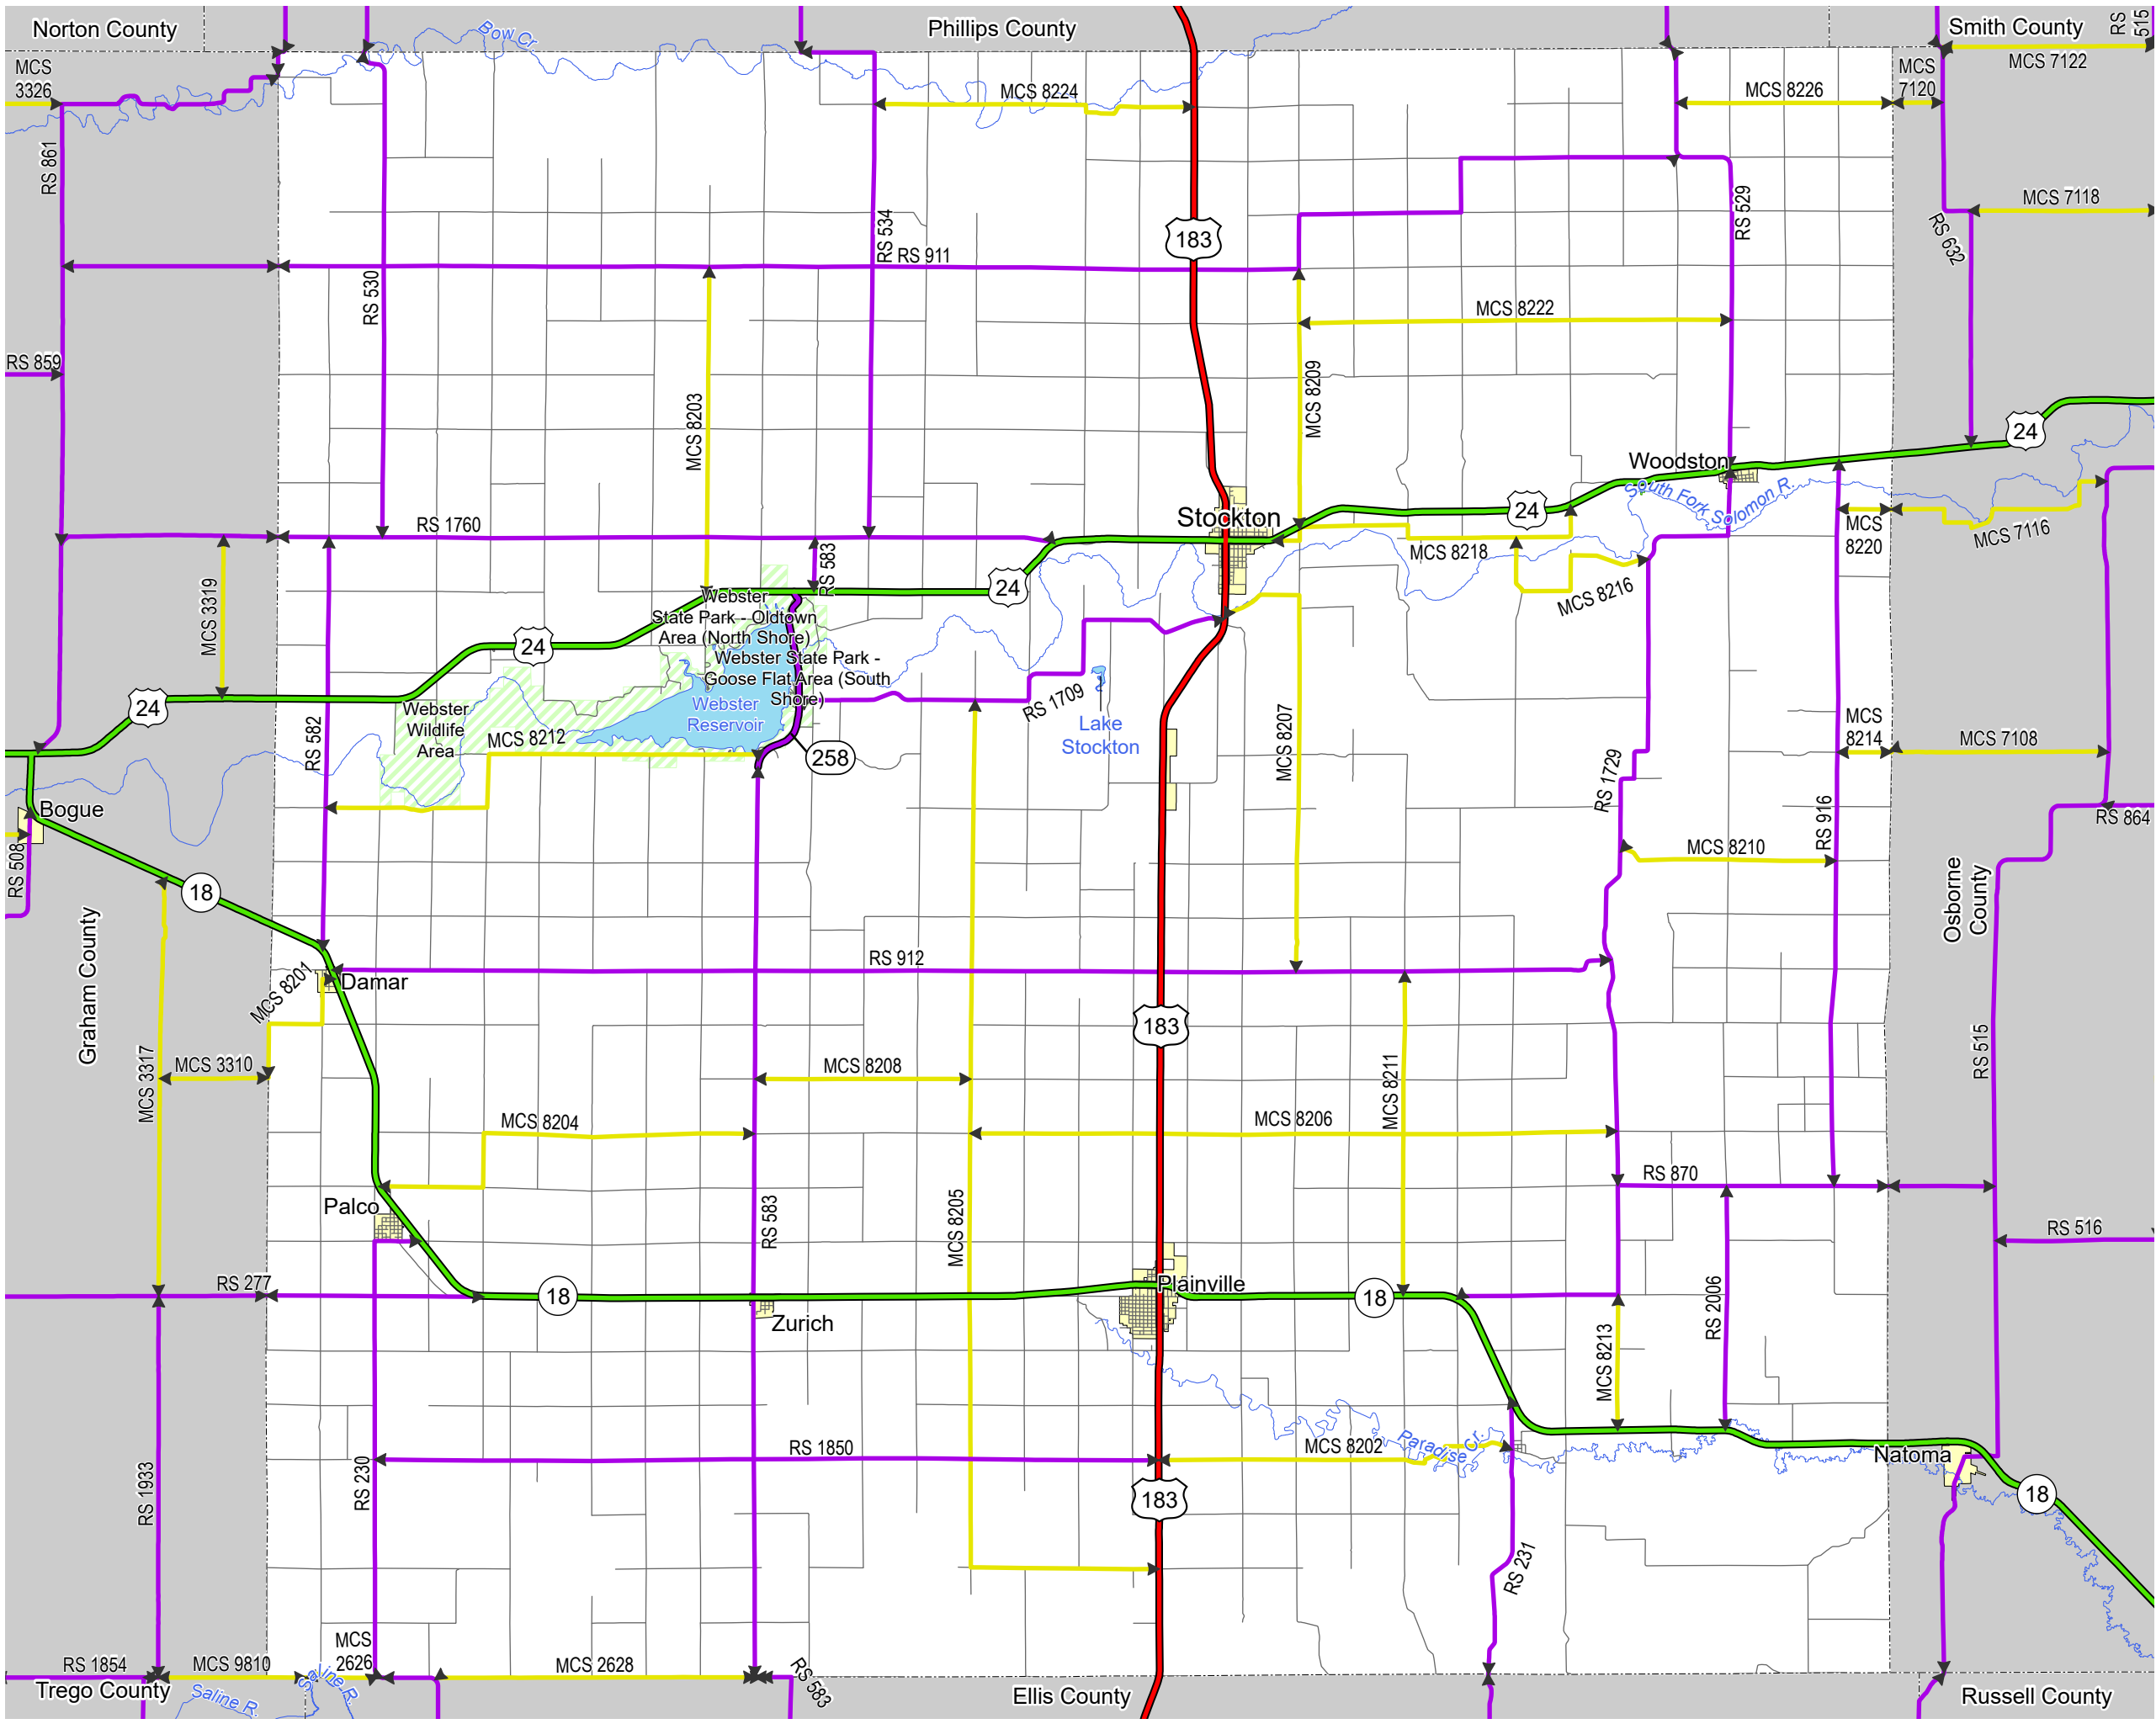 Norton County
Phillips County
Smith County
RS
515
Bow Cr.
MCS
3326
MCS 8224
MCS 8226
MCS
7120
MCS 7122
RS 861
RS 530
RS 534
RS 911
183
RS 529
MCS 7118
RS 632
RS 859
MCS 8203
MCS 8222
MCS 8209
24
Woodston
South Fork Solomon R.
Stockton
24
RS 1760
RS 583
MCS 8218
MCS
8220
MCS 7116
MCS 8216
MCS 3319
24
Webster
State Park - Oldtown
Area (North Shore)
24
Webster State Park -
Goose Flat Area (South
Shore)
Webster
Reservoir
RS 1709
Lake
Stockton
24
Webster
Wildlife
Area
RS 582
MCS 8212
258
MCS 8207
RS 1729
MCS
8214
MCS 7108
RS 916
Bogue
RS 508
18
MCS 8210
RS 864
Osborne
County
Graham County
RS 912
MCS 8201
Damar
183
RS 515
MCS 3317
MCS 3310
MCS 8208
MCS 8211
MCS 8204
MCS 8206
RS 870
Palco
RS 583
MCS 8205
RS 516
RS 277
18
Zurich
Plainville
18
MCS 8213
RS 2006
RS 1933
RS 230
RS 1850
MCS 8202
Paradise Cr.
Natoma
183
18
RS 231
RS 1854
MCS 9810
MCS
2626
MCS 2628
RS 583
Trego County
Saline R.
Saline R.
Ellis County
Russell County